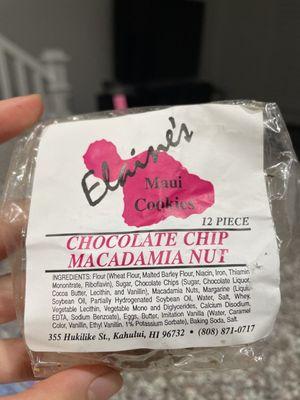 Elaine's
Maui
Cookies
12 PIECE
CHOCOLATE CHIP
MACADAMIA NUT
INGREDIENTS: Flour (Wheat Flour, Malted Barley Flour, Niacin, Iron, Thiamin
Mononitrate, Riboflavin), Sugar, Chocolate Chips (Sugar, Chocolate Liquor,
Cocoa Butter, Lecithin, and Vanillin), Macadamia Nuts, Margarine (Liquid
Soybean Oil, Partially Hydrogenated Soybean Oil, Water, Salt, Whey,
Vegetable Lecithin, Vegetable Mono and Diglycerides, Calcium Disodium,
EDTA, Sodium Benzoate), Eggs, Butter, Imitation Vanilla (Water, Caramel
Color, Vanillin, Ethyl Vanillin. 1% Potassium Sorbate), Baking Soda, Salt.
355 Hukilike St., Kahului, HI 96732 • (808) 871-0717